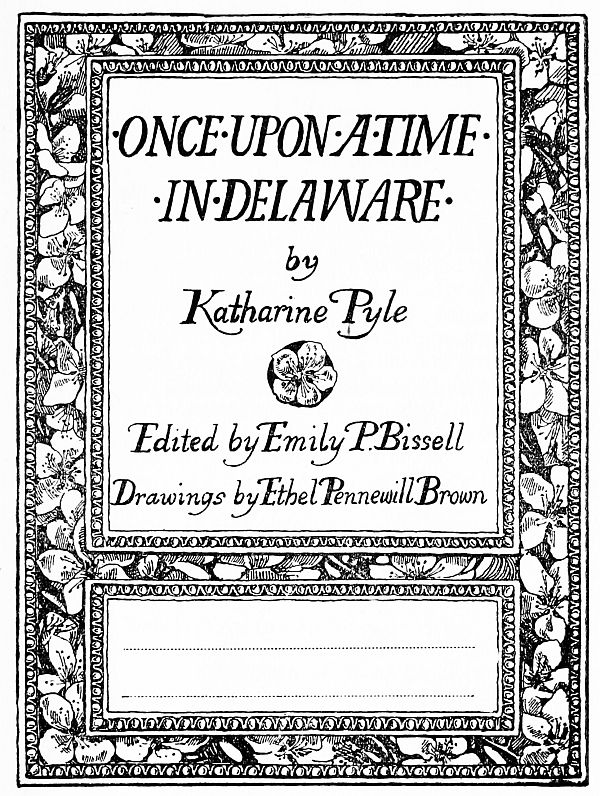 ·ONCE·UPON·A·TIME·
·IN·DELAWARE·
by
Katharine Pyle
Edited by Emily P. Bissell
Drawings by Ethel Pennewill Brown